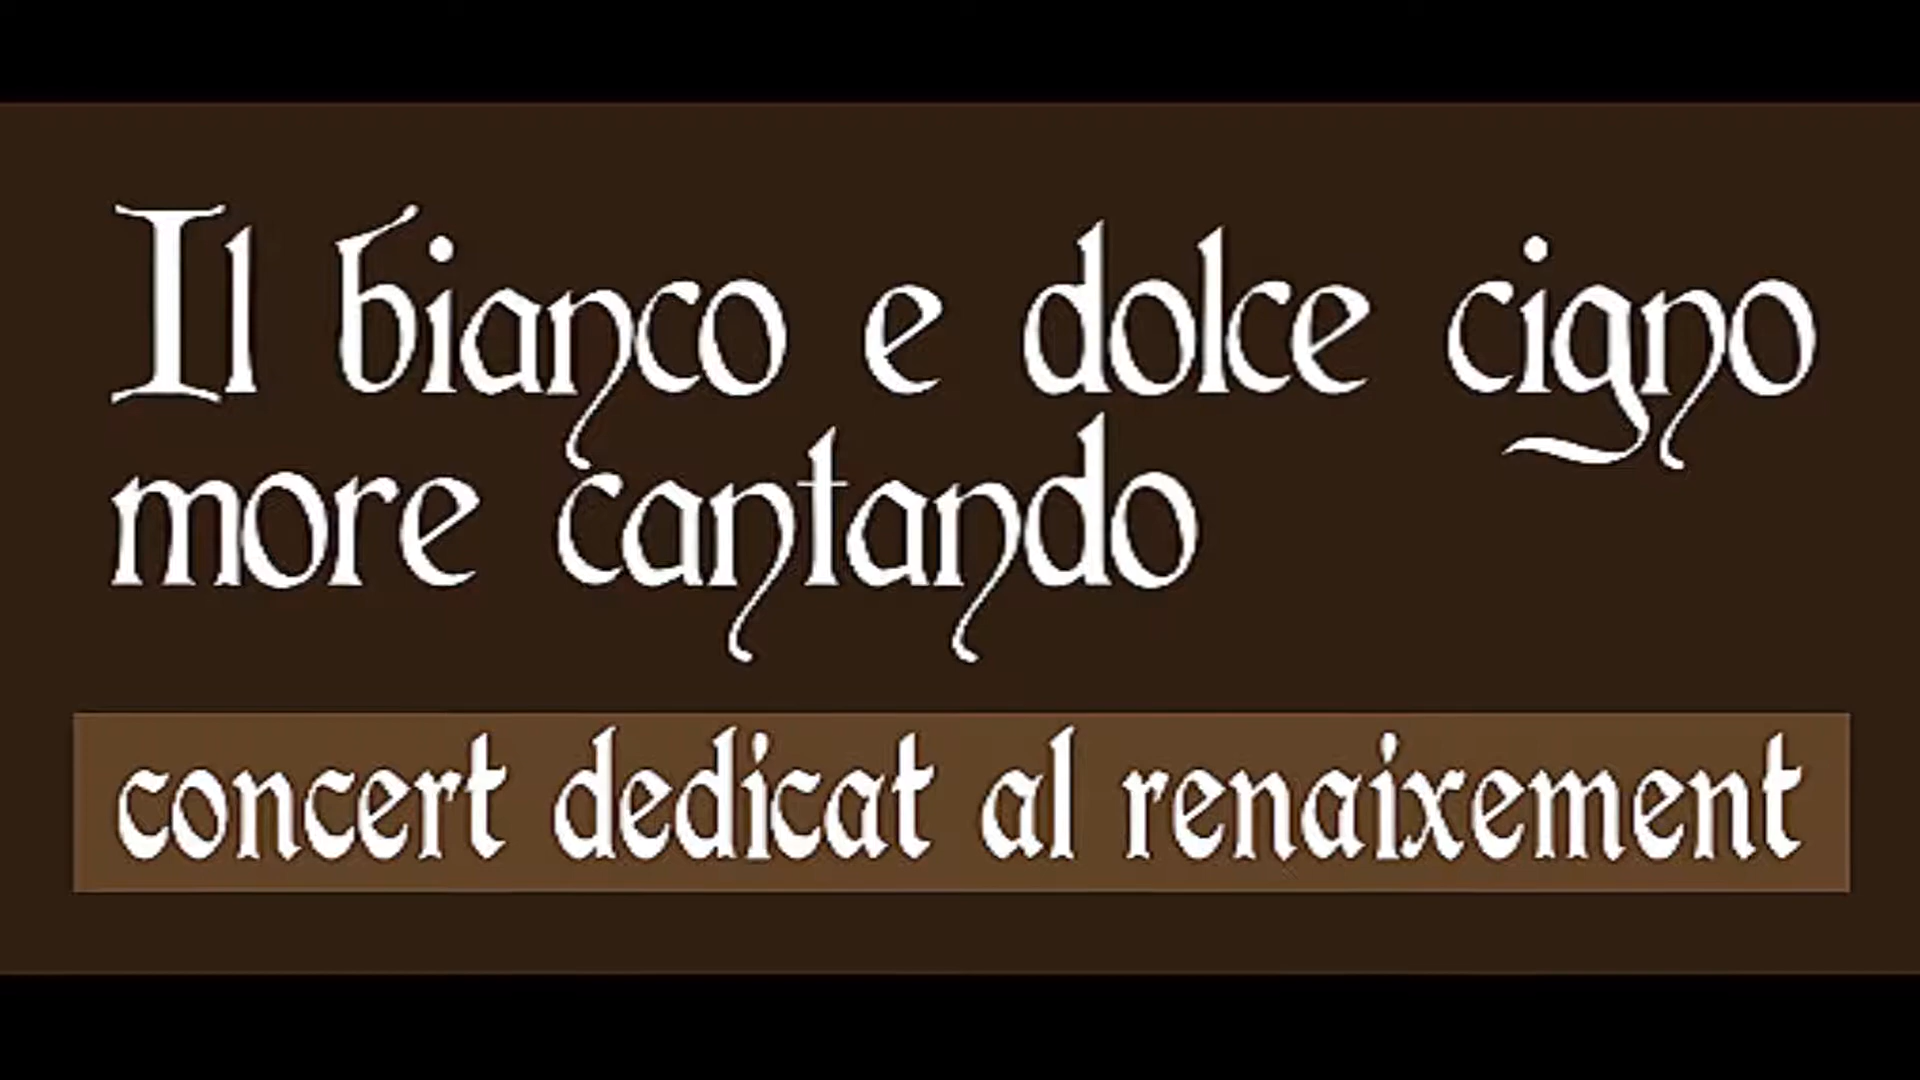 Il bianco e dolce cigno
more cantando
concert dedicat al renaixement